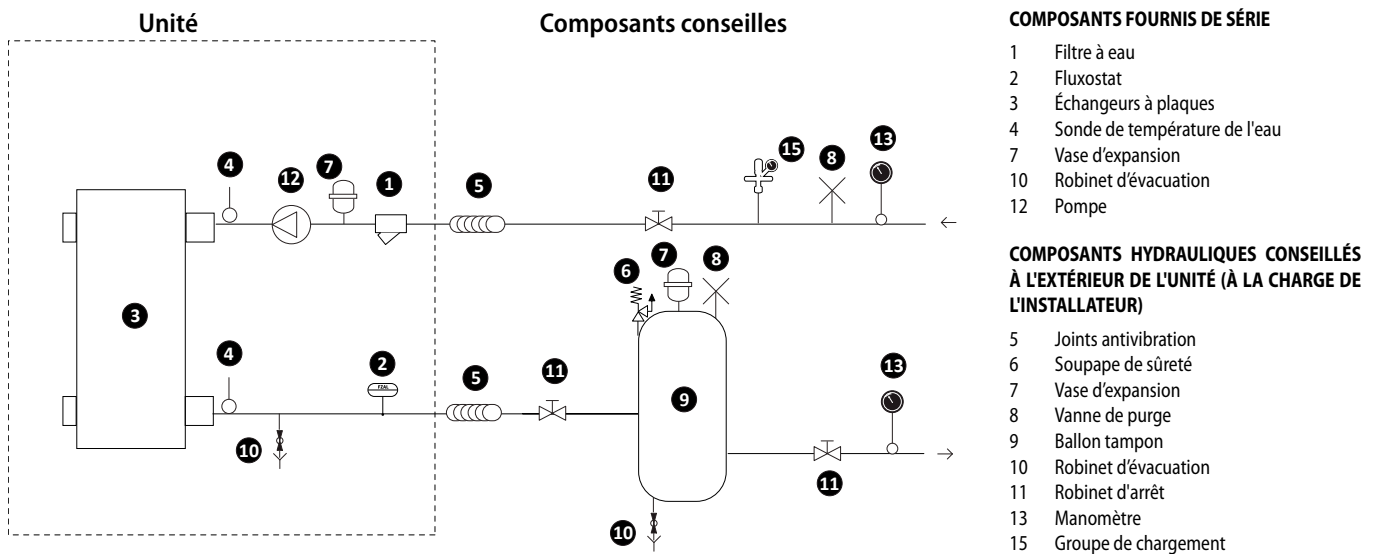 Unité
Composants conseilles
4
12
7
1
5
11
15
8
13
3
6
7
8
4
2
FZAL
5
11
9
13
10
11
10
COMPOSANTS FOURNIS DE SÉRIE
1 Filtre à eau
2 Fluxostat
3 Échangeurs à plaques
4 Sonde de température de l'eau
7 Vase d’expansion
10 Robinet d’évacuation
12 Pompe
COMPOSANTS HYDRAULIQUES CONSEILLÉS
À L'EXTÉRIEUR DE L'UNITÉ (À LA CHARGE DE
L'INSTALLATEUR)
5 Joints antivibration
6 Soupape de sûreté
7 Vase d’expansion
8 Vanne de purge
9 Ballon tampon
10 Robinet d’évacuation
11 Robinet d'arrêt
13 Manomètre
15 Groupe de chargement